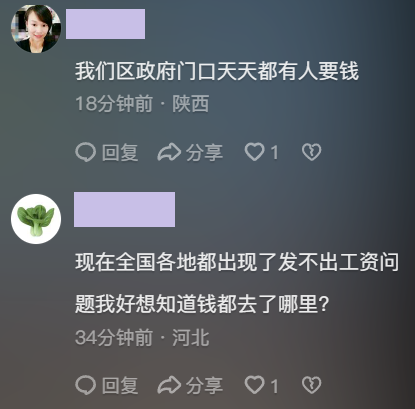 我们区政府门口天天都有人要钱
18分钟前 · 陕西
回复 分享 1
现在全国各地都出现了发不出工资问
题我好想知道钱都去了哪里?
34分钟前 · 河北
回复 分享 1